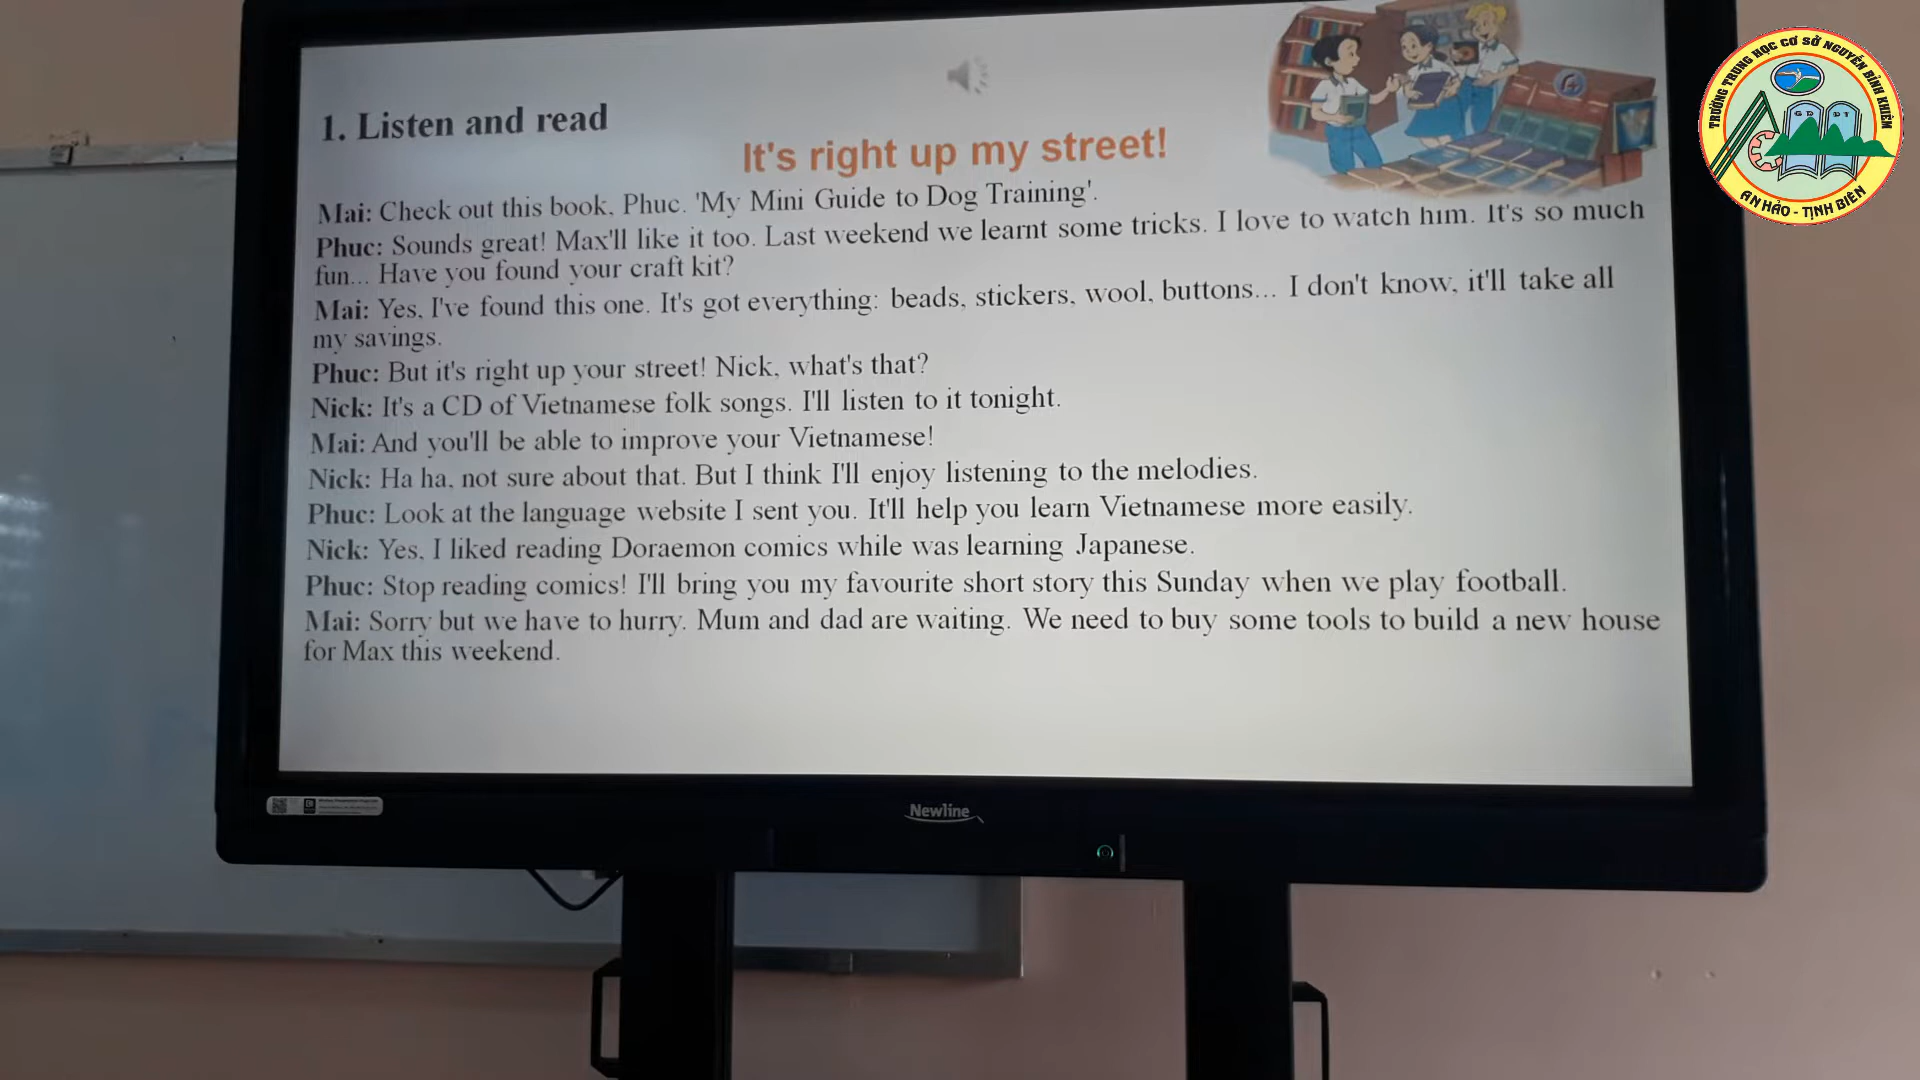 1. Listen and read
It's right up my street!
Mai: Check out this book, Phuc. 'My Mini Guide to Dog Training'.
Phuc: Sounds great! Max'll like it too. Last weekend we learnt some tricks. I love to watch him. It's so much
fun... Have you found your craft kit?
Mai: Yes, I've found this one. It's got everything: beads, stickers, wool, buttons... I don't know, it'll take all
my savings.
Phuc: But it's right up your street! Nick, what's that?
Nick: It's a CD of Vietnamese folk songs. I'll listen to it tonight.
Mai: And you'll be able to improve your Vietnamese!
Nick: Ha ha, not sure about that. But I think I'll enjoy listening to the melodies.
Phuc: Look at the language website I sent you. It'll help you learn Vietnamese more easily.
Nick: Yes, I liked reading Doraemon comics while was learning Japanese.
Phuc: Stop reading comics! I'll bring you my favourite short story this Sunday when we play football.
Mai: Sorry but we have to hurry. Mum and dad are waiting. We need to buy some tools to build a new house
for Max this weekend.
Newline
TRƯỜNG TRUNG HỌC CƠ SỞ NGUYỄN BỈNH KHIÊM
GD ĐT
AN HẢO - TỊNH BIÊN